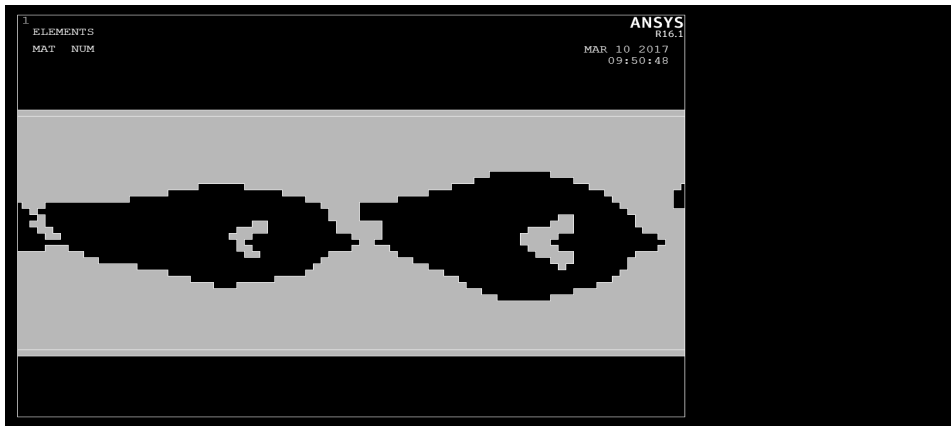 1
ELEMENTS
MAT NUM
ANSYS
R16.1
MAR 10 2017
09:50:48